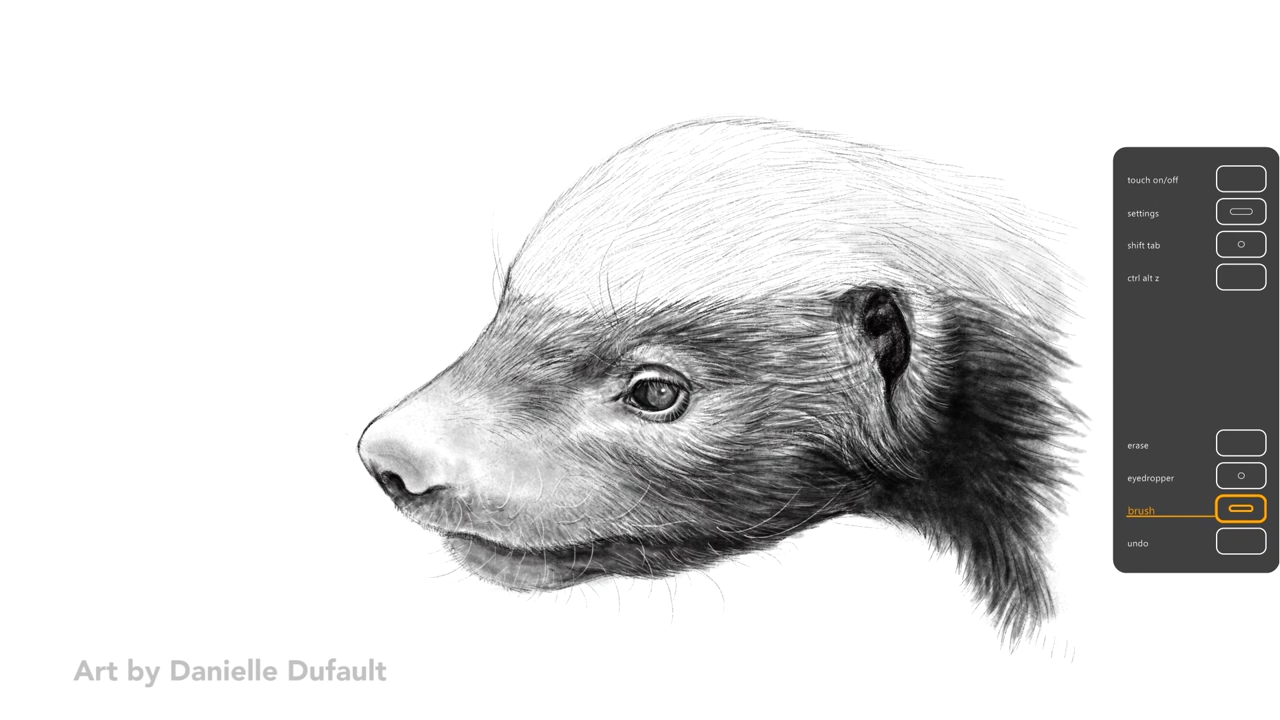 touch on/off
settings
shift tab
ctrl alt z
erase
eyedropper
brush
undo
Art by Danielle Dufault